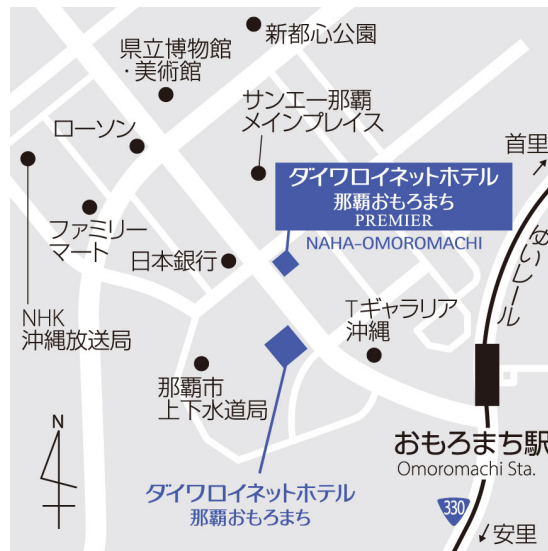 新都心公園
県立博物館
・美術館
サンエー那覇
メインプレイス
ローソン
首里
ダイワロイネットホテル
那覇おもろまち
PREMIER
NAHA-OMOROMACHI
ファミリー
マート
日本銀行
ゆいレール
Tギャラリア
沖縄
NHK
沖縄放送局
那覇市
上下水道局
N
おもろまち駅
Omoromachi Sta.
ダイワロイネットホテル
那覇おもろまち
330
安里